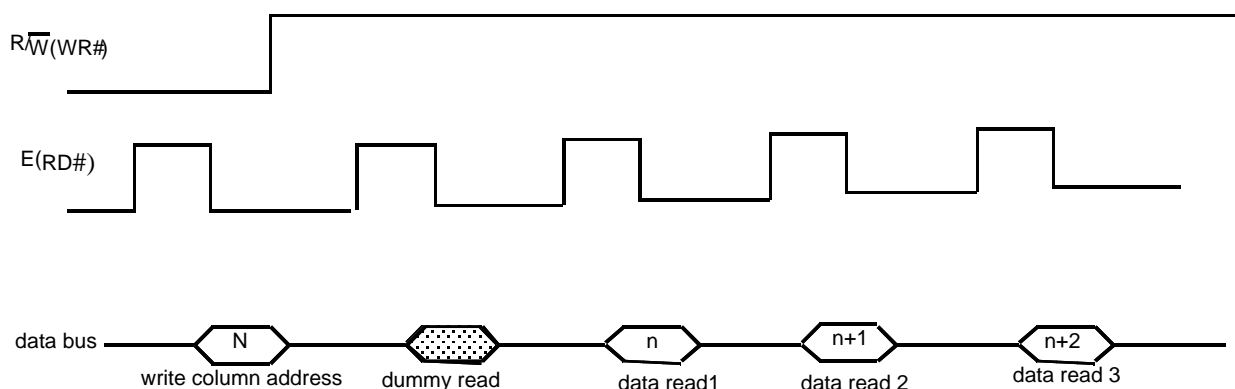 R/W(WR#)
E(RD#)
data bus
N
n
n+1
n+2
write column address
dummy read
data read1
data read 2
data read 3